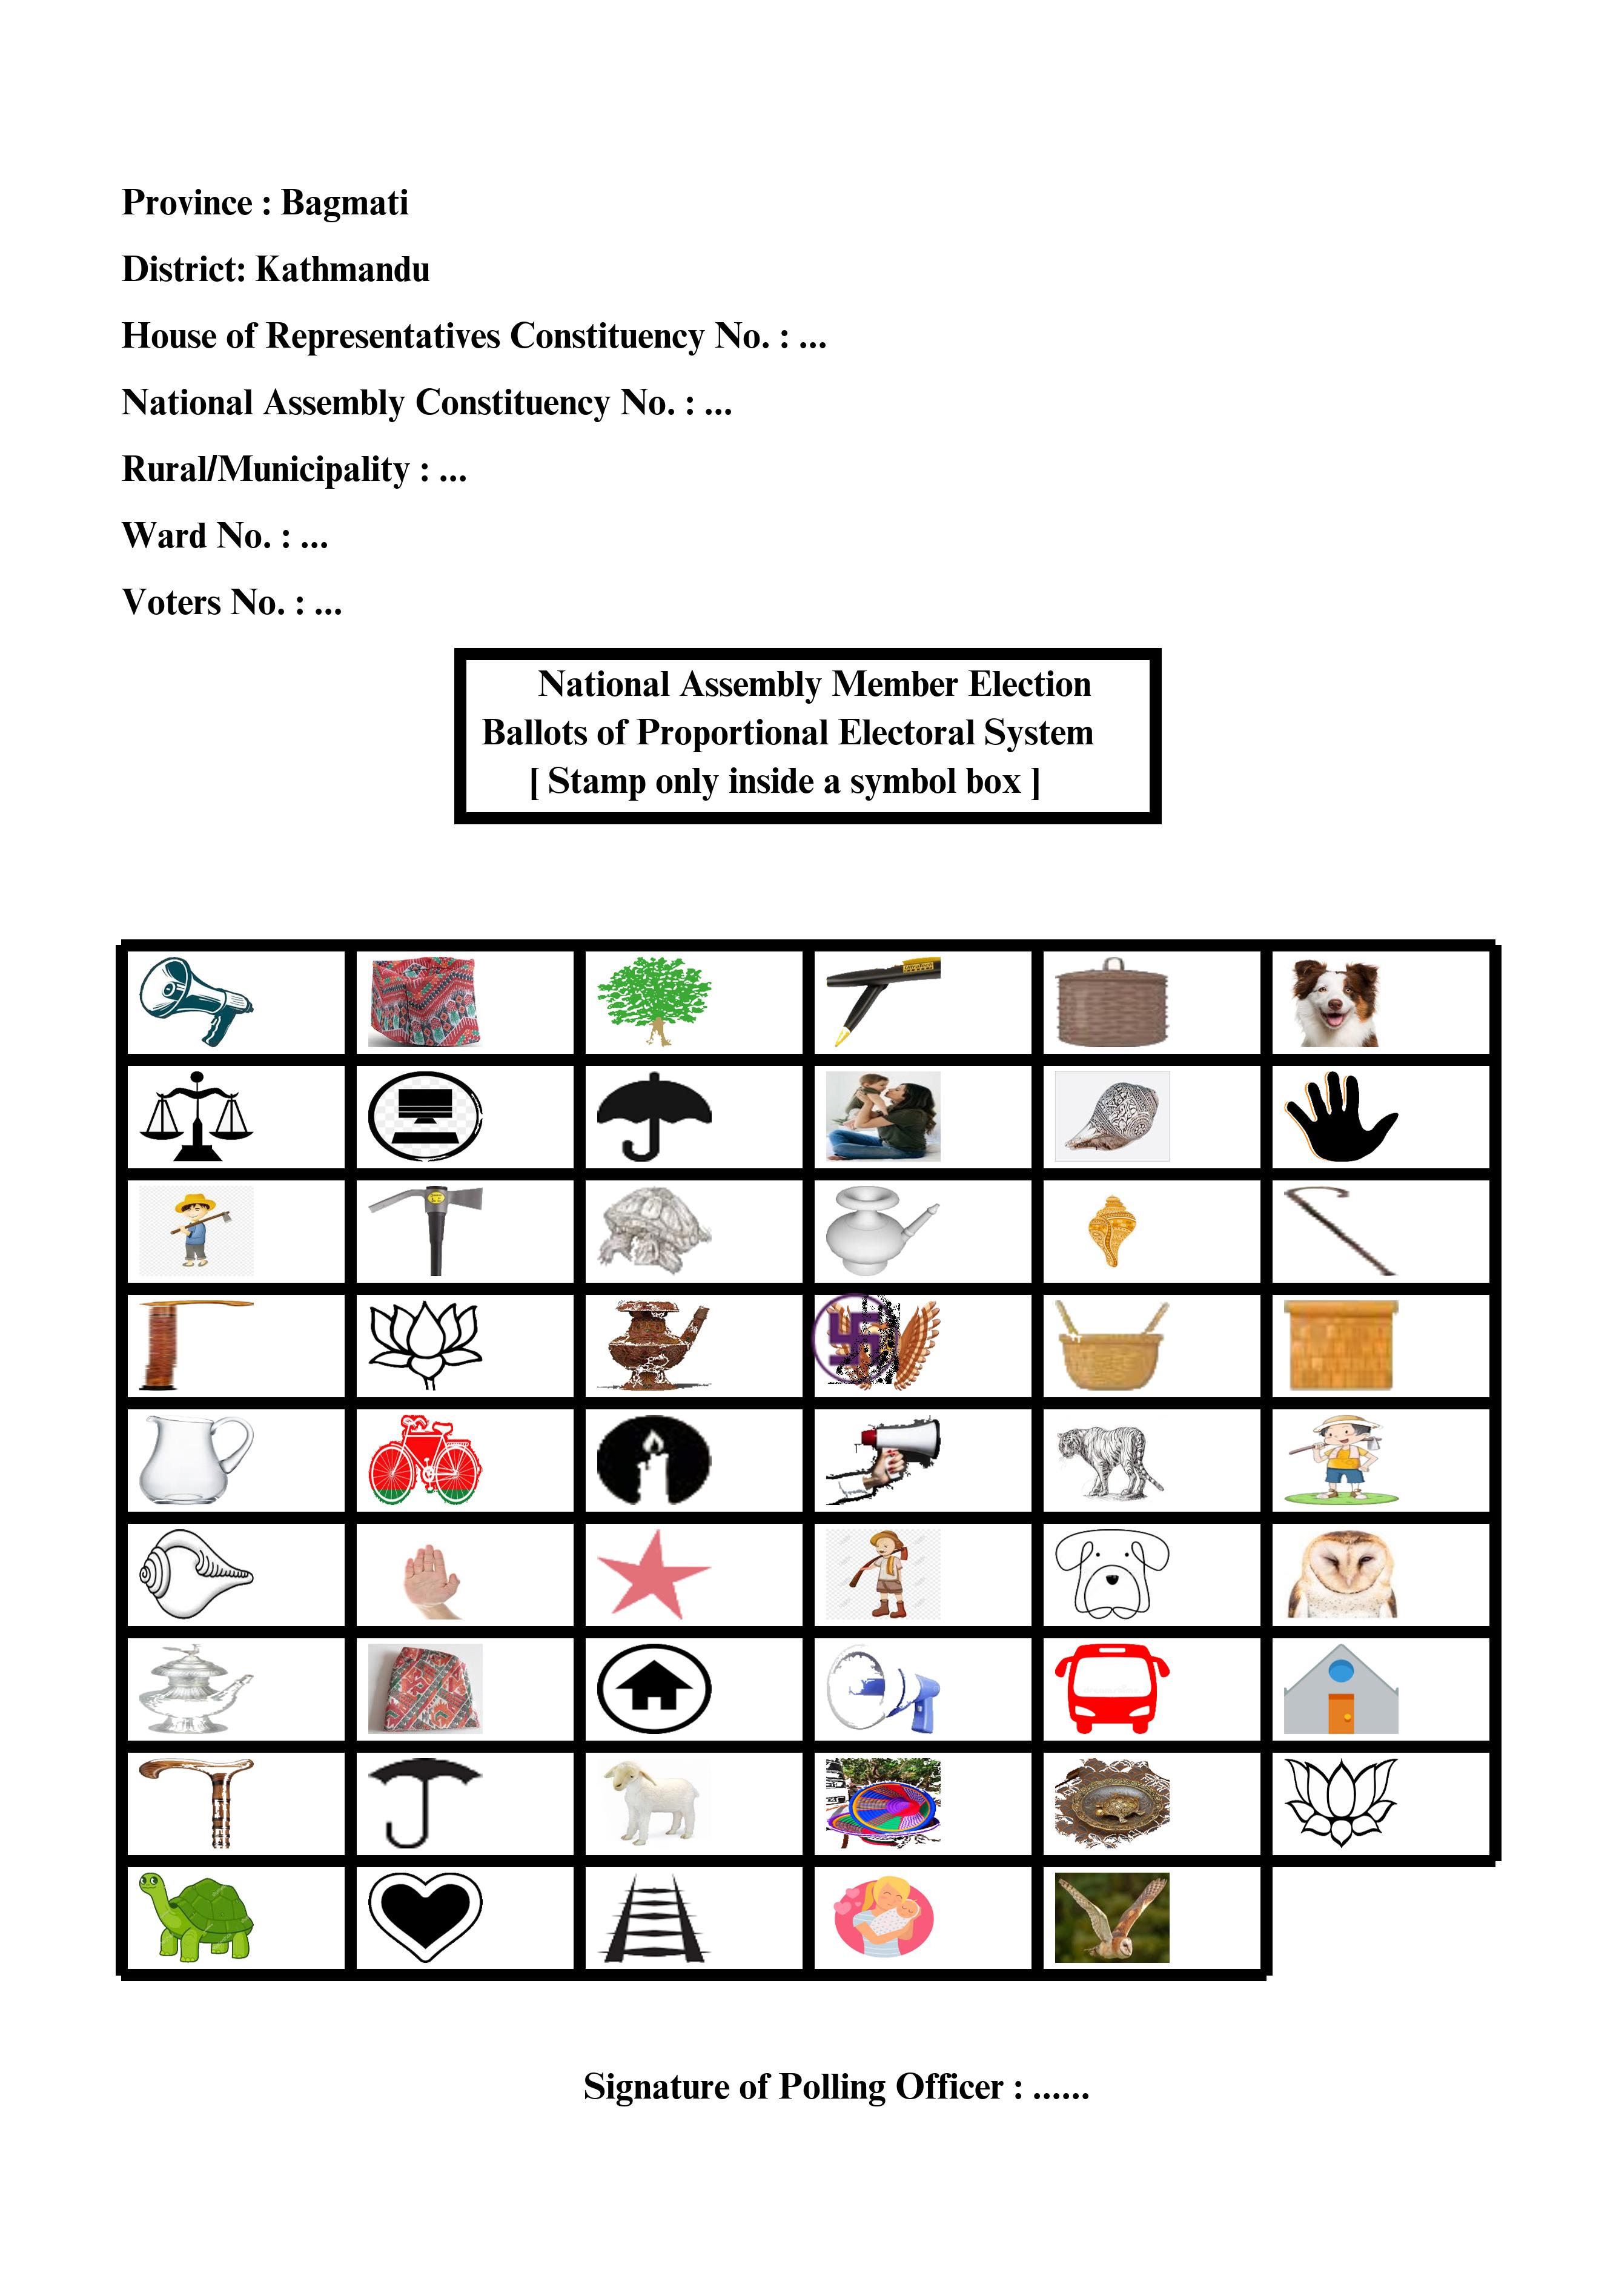 Province : Bagmati
District: Kathmandu
House of Representatives Constituency No. : ...
National Assembly Constituency No. : ...
Rural/Municipality : ...
Ward No. : ...
Voters No. : ...
National Assembly Member Election
Ballots of Proportional Electoral System
[ Stamp only inside a symbol box ]
Signature of Polling Officer : ......